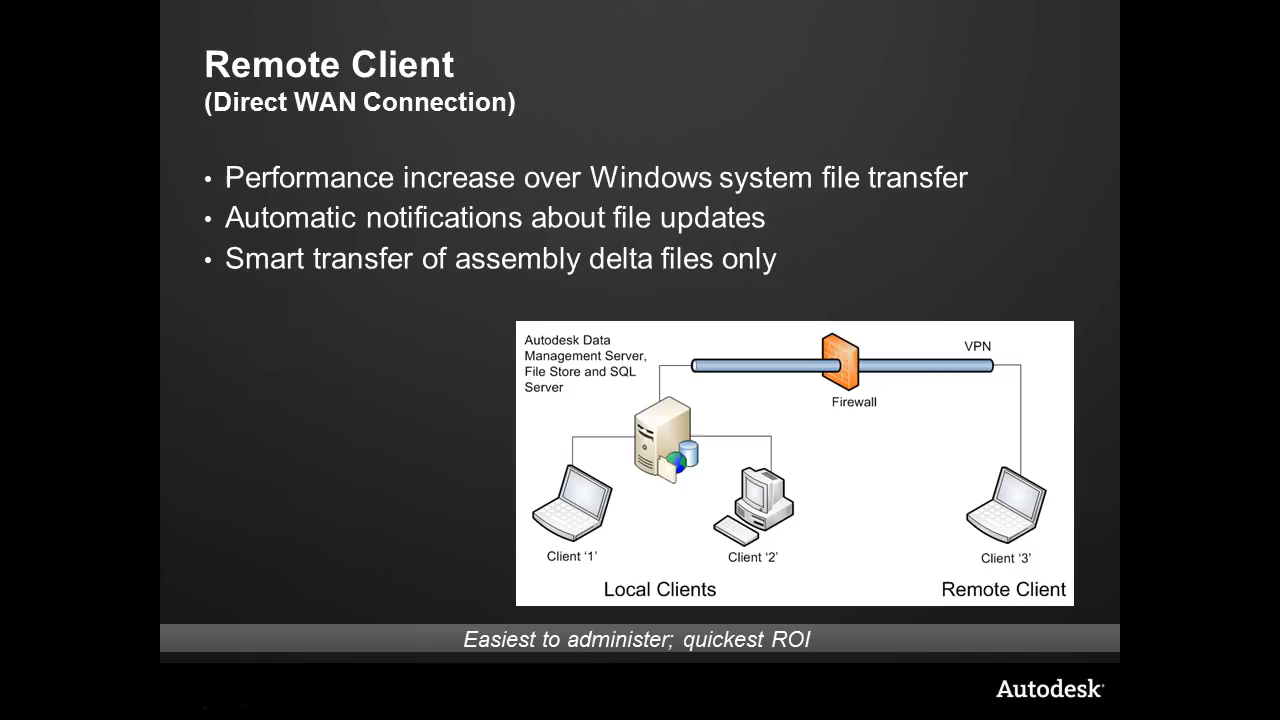 Remote Client
(Direct WAN Connection)
• Performance increase over Windows system file transfer
• Automatic notifications about file updates
• Smart transfer of assembly delta files only
Autodesk Data
Management Server,
File Store and SQL
Server
VPN
Firewall
Client ‘1’
Client ‘2’
Client ‘3’
Local Clients
Remote Client
Easiest to administer; quickest ROI
Autodesk